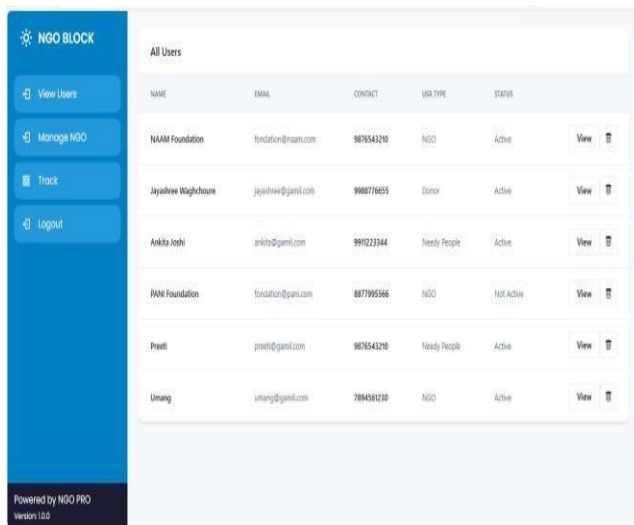 NGO BLOCK
View Users
Manage NGO
Track
Logout
Powered by NGO PRO
Version: 1.0.0
All Users
NAME EMAIL CONTACT USR TYPE STATUS
NAAM Foundation fondation@naam.com 9876543210 NGO Active View
Jayashree Waghchoure jayashree@gamil.com 9988776655 Donor Active View
Ankita Joshi ankita@gamil.com 9911223344 Needy People Active View
PANI Foundation fondation@pani.com 8877995566 NGO Not Active View
Preeti preeti@gamil.com 9876543210 Needy People Active View
Umang umang@gamil.com 7894561230 NGO Active View